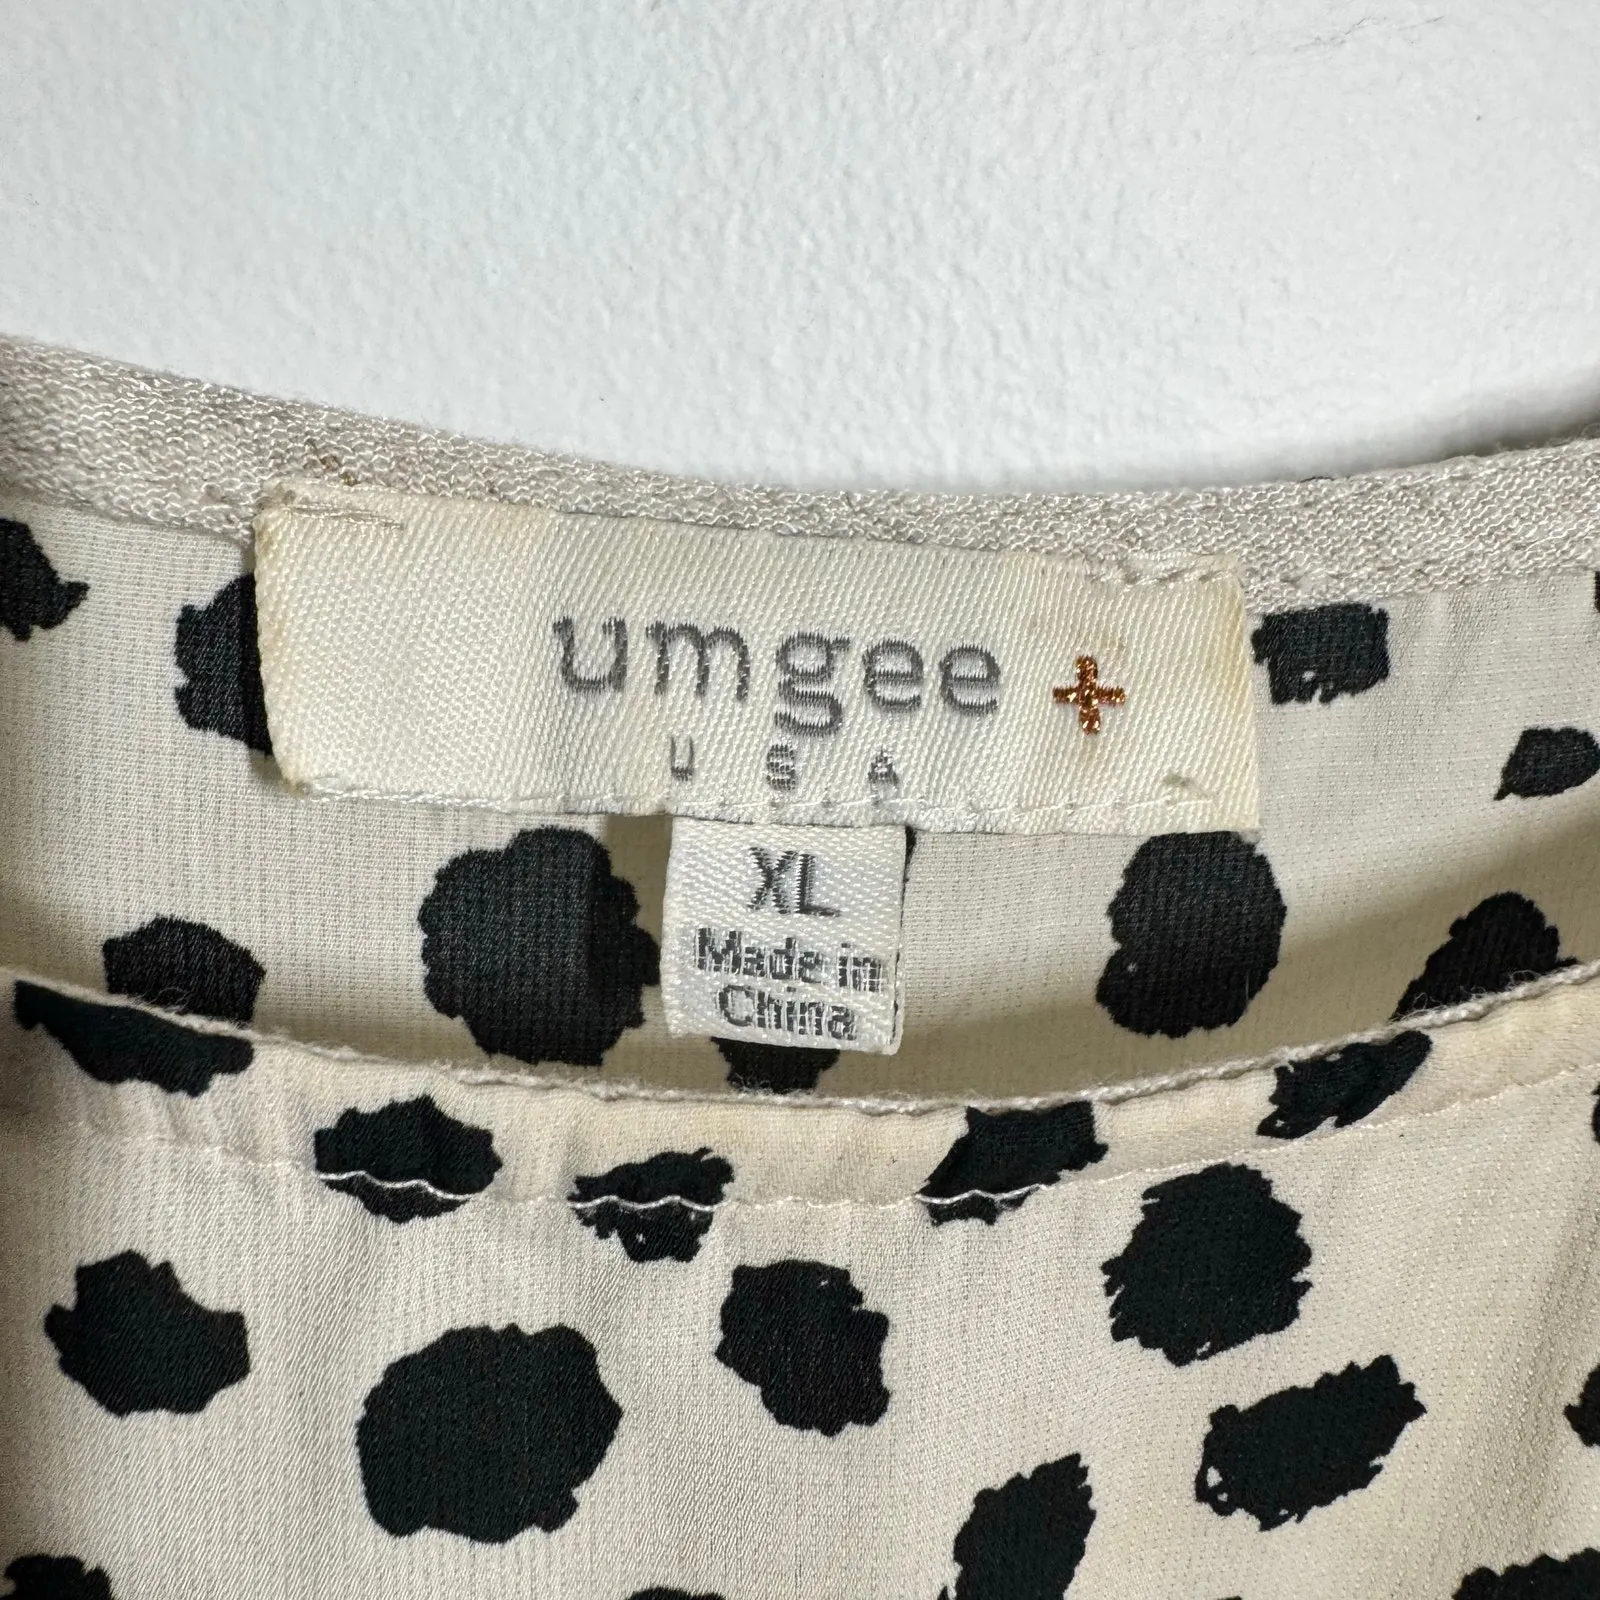 umgee +
USA
XL
Made in
China